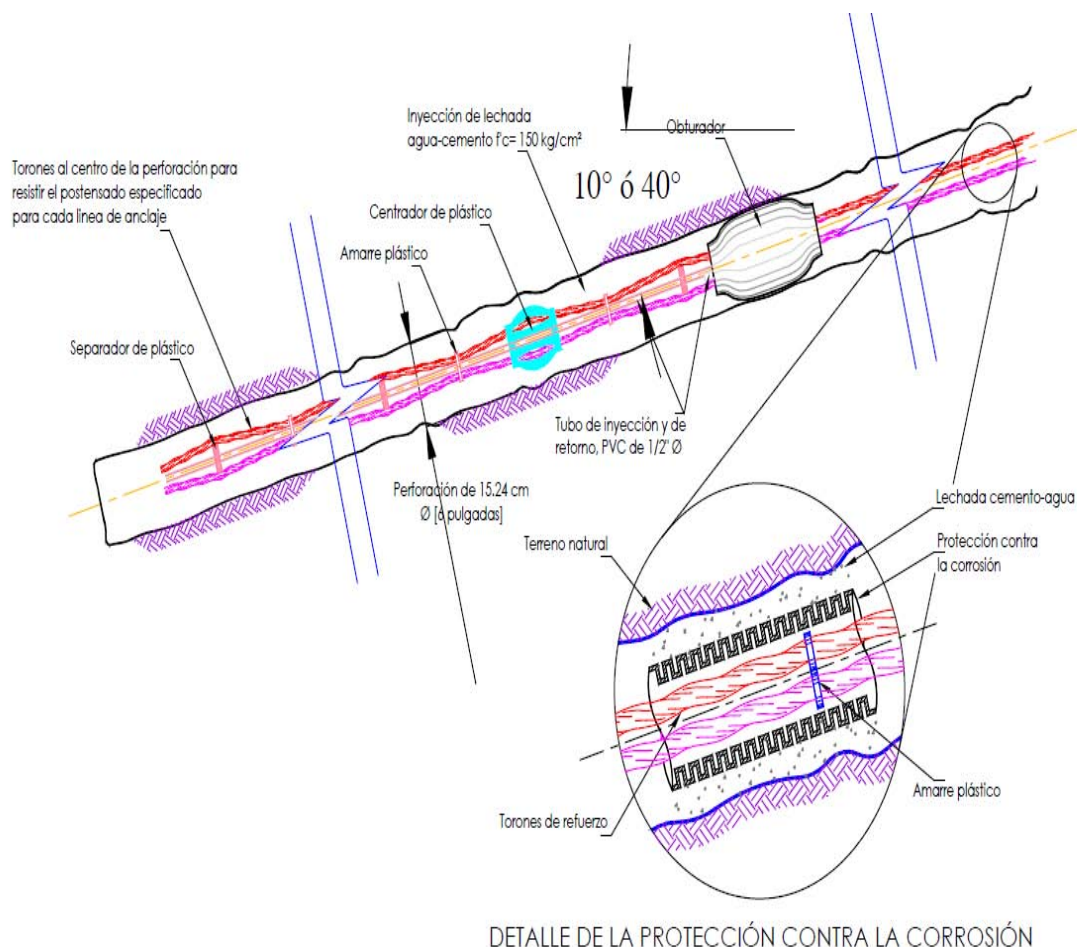 Inyección de lechada
agua-cemento f'c= 150 kg/cm²
Obturador
Torones al centro de la perforación para
resistir el postensado especificado
para cada linea de anclaje
10° ó 40°
Centrador de plástico
Amarre plástico
Separador de plástico
Tubo de inyección y de
retorno, PVC de 1/2' Ø
Perforación de 15.24 cm
Ø [6 pulgadas]
Lechada cemento-agua
Terreno natural
Protección contra
la corrosión
Amarre plástico
Torones de refuerzo
DETALLE DE LA PROTECCIÓN CONTRA LA CORROSIÓN